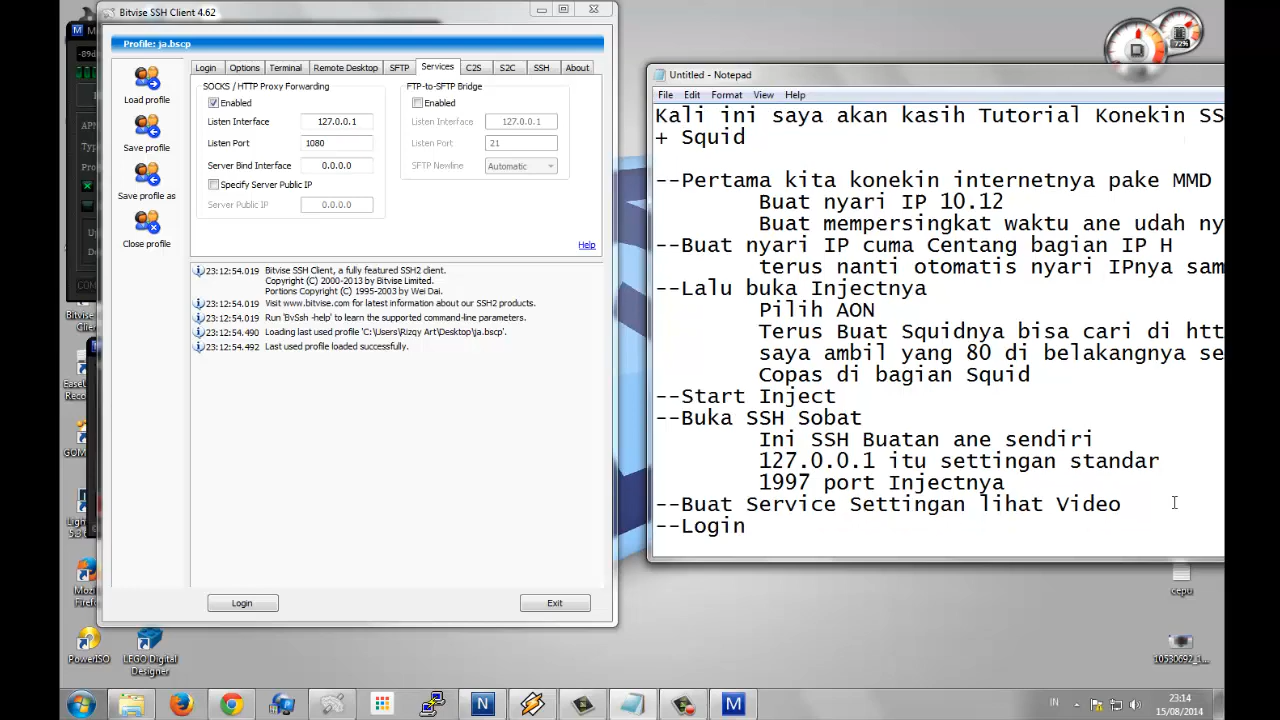 Bitvise SSH Client 4.62
Profile: ja.bscp
Load profile
Save profile
Save profile as
Close profile
Login Options Terminal Remote Desktop SFTP Services C2S S2C SSH About
SOCKS / HTTP Proxy Forwarding
Enabled
Listen Interface 127.0.0.1
Listen Port 1080
Server Bind Interface 0.0.0.0
Specify Server Public IP
Server Public IP 0.0.0.0
FTP-to-SFTP Bridge
Enabled
Listen Interface 127.0.0.1
Listen Port 21
SFTP Newline Automatic
Help
23:12:54.019 Bitvise SSH Client, a fully featured SSH2 client.
Copyright (C) 2000-2013 by Bitvise Limited.
Portions Copyright (C) 1995-2003 by Wei Dai.
23:12:54.019 Visit www.bitvise.com for latest information about our SSH2 products.
23:12:54.019 Run 'BvSsh -help' to learn the supported command-line parameters.
23:12:54.490 Loading last used profile 'C:\Users\Rizqy Art\Desktop\ja.bscp'.
23:12:54.492 Last used profile loaded successfully.
Login
Exit
Untitled - Notepad
File Edit Format View Help
Kali ini saya akan kasih Tutorial Konekin SS
+ Squid
--Pertama kita konekin internetnya pake MMD
Buat nyari IP 10.12
Buat mempersingkat waktu ane udah ny
--Buat nyari IP cuma Centang bagian IP H
terus nanti otomatis nyari IPnya sam
--Lalu buka Injectnya
Pilih AON
Terus Buat Squidnya bisa cari di htt
saya ambil yang 80 di belakangnya se
Copas di bagian Squid
--Start Inject
--Buka SSH Sobat
Ini SSH Buatan ane sendiri
127.0.0.1 itu settingan standar
1997 port Injectnya
--Buat Service Settingan lihat Video
--Login
72%
cepu
10530692_1...
PowerISO
LEGO Digital
Designer
IN
23:14
15/08/2014